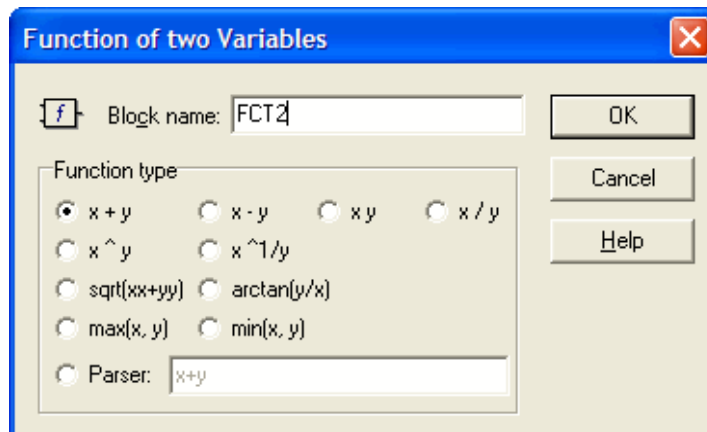 Function of two Variables
f Block name: FCT2 OK
Function type Cancel
x + y x - y x y x / y
x ^ y x ^1/y Help
sqrt(xx+yy) arctan(y/x)
max(x, y) min(x, y)
Parser: x+y